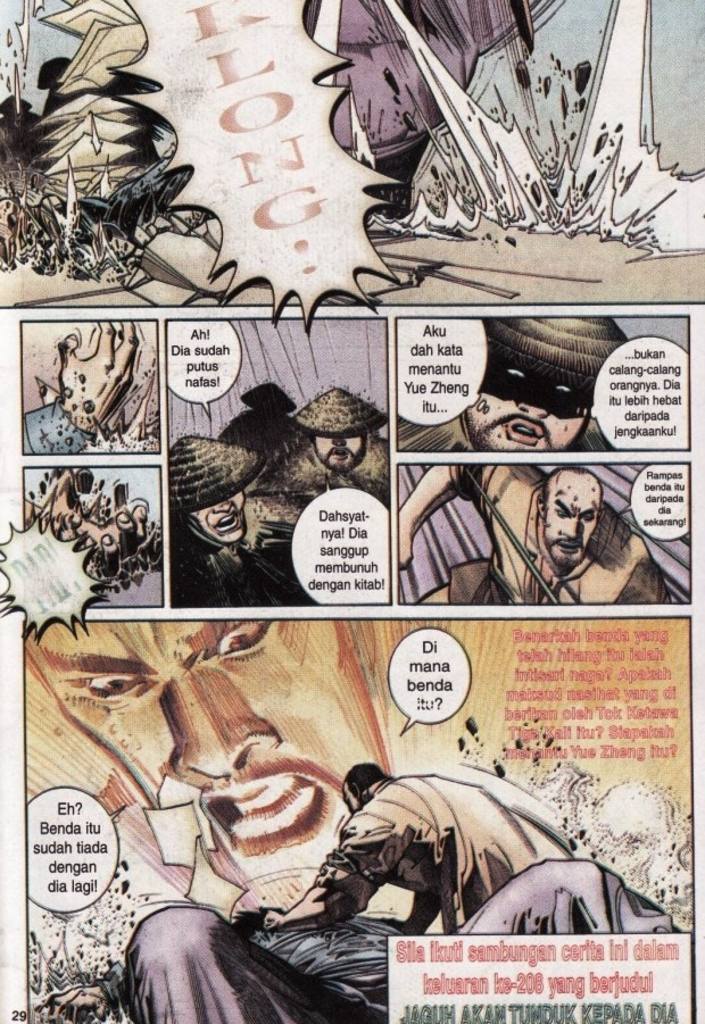 KLONG!
Ah!
Dia sudah
putus
nafas!
Dahsyat-
nya! Dia
sanggup
membunuh
dengan kitab!
Aku
dah kata
menantu
Yue Zheng
itu...
...bukan
calang-calang
orangnya. Dia
itu lebih hebat
daripada
jengkaanku!
Rampas
benda itu
daripada
dia
sekarang!
Di
mana
benda
itu?
Benarkah benda yang
telah hilang itu ialah
intisari naga? Apakah
maksud nasihat yang di
berikan oleh Tok Ketawa
Tiga Kali itu? Siapakah
menantu Yue Zheng itu?
Eh?
Benda itu
sudah tiada
dengan
dia lagi!
Sila ikuti sambungan cerita ini dalam
keluaran ke-208 yang berjudul
JAGUH AKAN TUNDUK KEPADA DIA
29